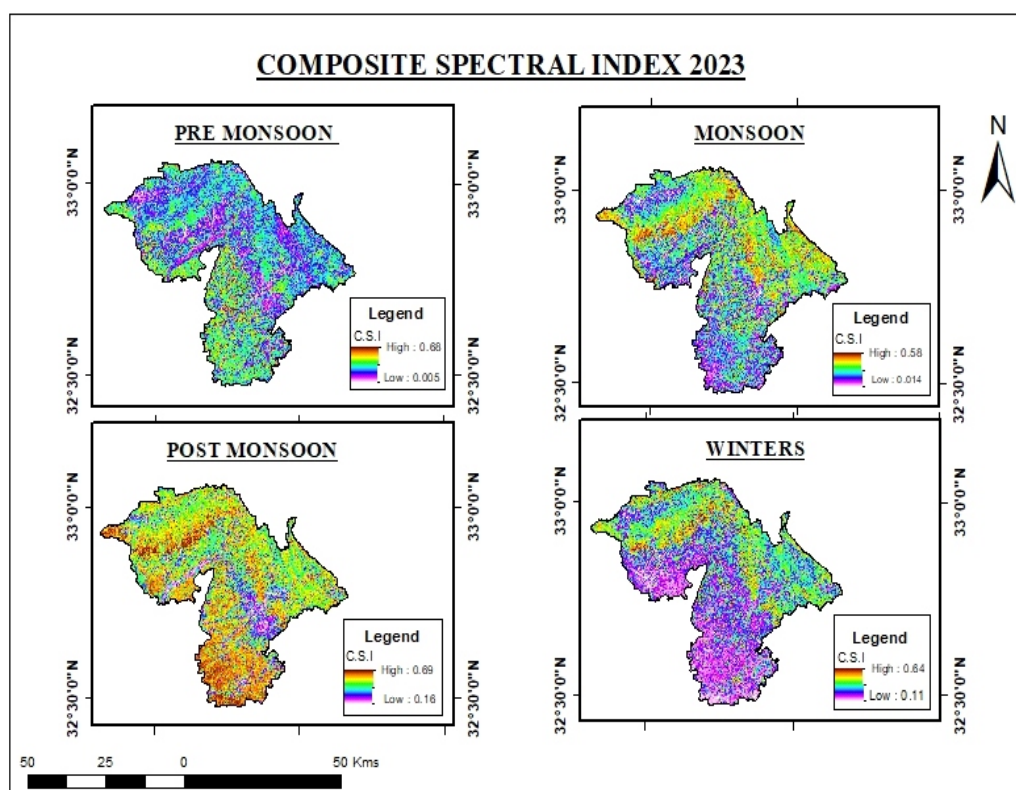 COMPOSITE SPECTRAL INDEX 2023
PRE MONSOON
33°0'0"N
33°0'0"N
32°30'0"N
32°30'0"N
Legend
C.S.I
High : 0.68
Low : 0.005
MONSOON
33°0'0"N
33°0'0"N
32°30'0"N
32°30'0"N
Legend
C.S.I
High : 0.58
Low : 0.014
N
POST MONSOON
33°0'0"N
33°0'0"N
32°30'0"N
32°30'0"N
Legend
C.S.I
High : 0.69
Low : 0.16
WINTERS
33°0'0"N
33°0'0"N
32°30'0"N
32°30'0"N
Legend
C.S.I
High : 0.64
Low : 0.11
50 25 0 50 Kms